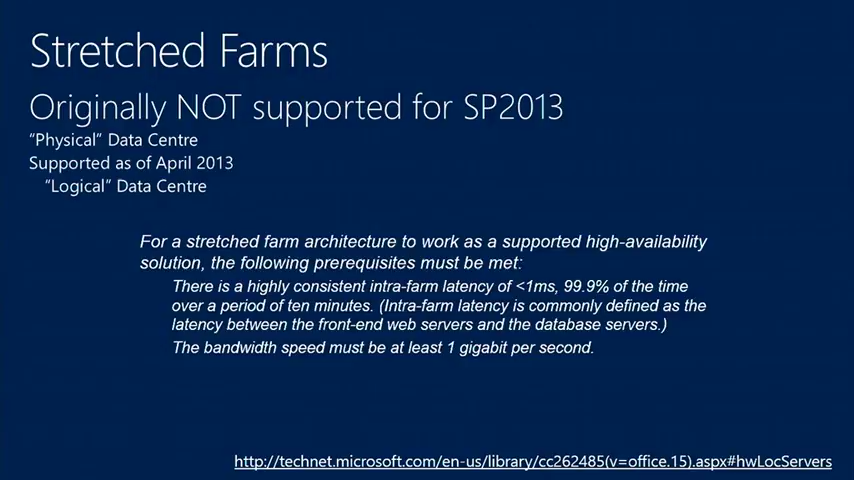 Stretched Farms
Originally NOT supported for SP2013
“Physical” Data Centre
Supported as of April 2013
“Logical” Data Centre
For a stretched farm architecture to work as a supported high-availability
solution, the following prerequisites must be met:
There is a highly consistent intra-farm latency of <1ms, 99.9% of the time
over a period of ten minutes. (Intra-farm latency is commonly defined as the
latency between the front-end web servers and the database servers.)
The bandwidth speed must be at least 1 gigabit per second.
http://technet.microsoft.com/en-us/library/cc262485(v=office.15).aspx#hwLocServers